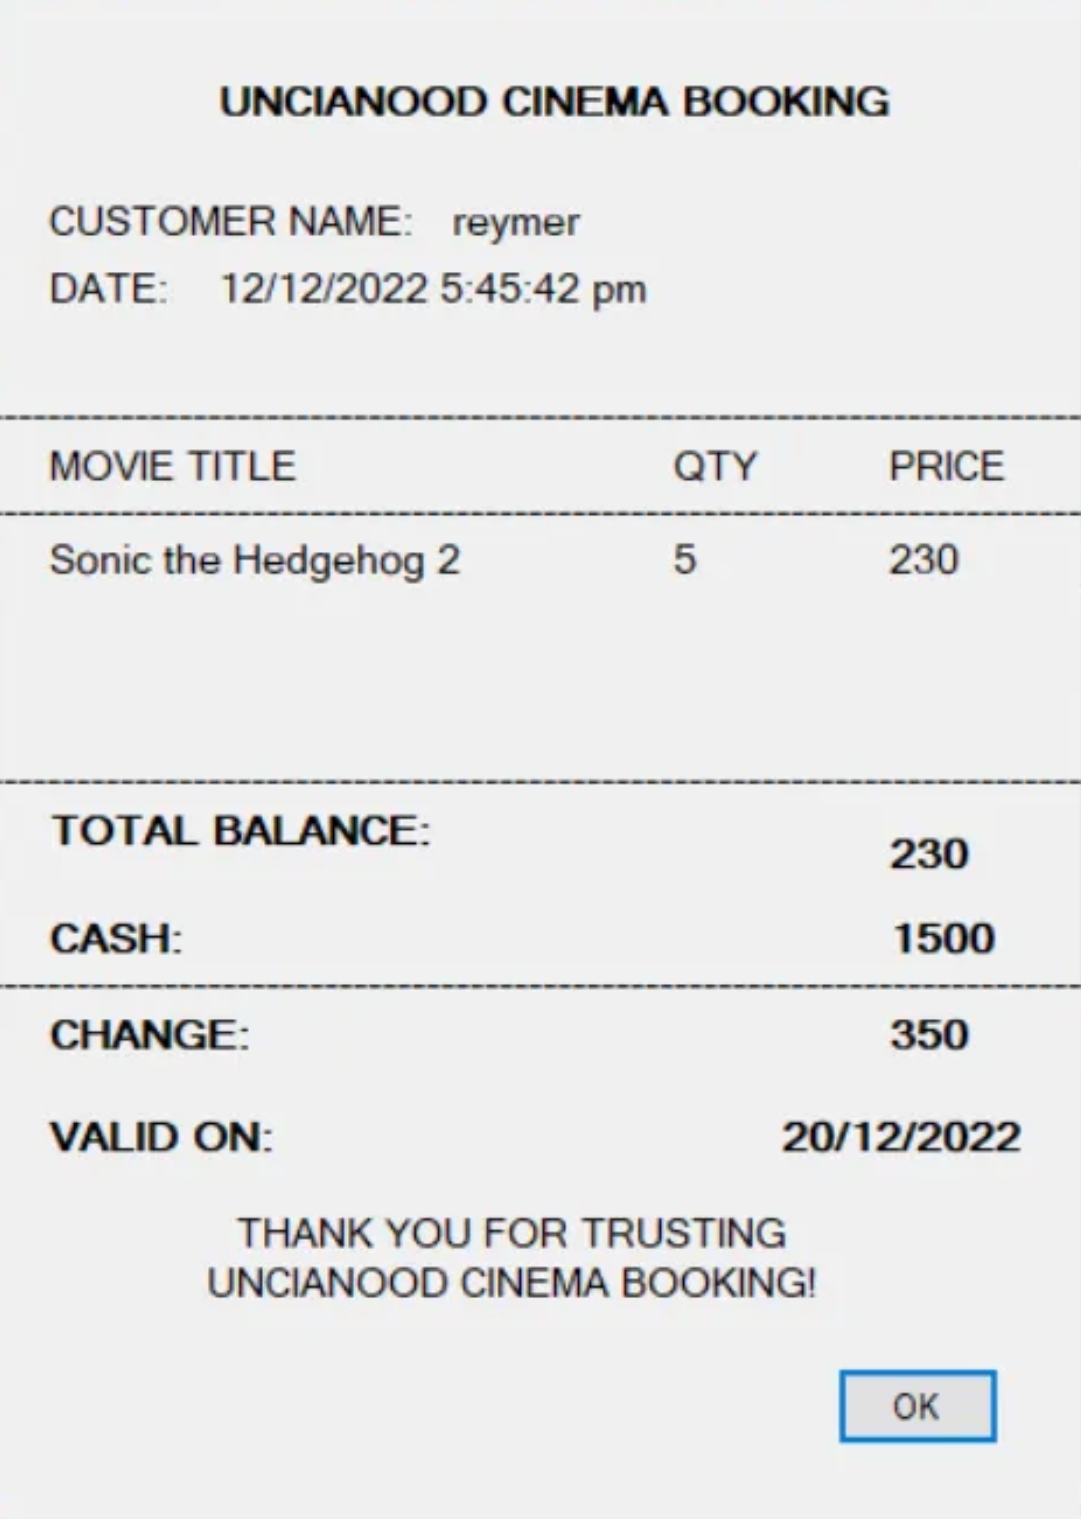 UNCIANOOD CINEMA BOOKING
CUSTOMER NAME: reymer
DATE: 12/12/2022 5:45:42 pm
MOVIE TITLE QTY PRICE
Sonic the Hedgehog 2 5 230
TOTAL BALANCE: 230
CASH: 1500
CHANGE: 350
VALID ON: 20/12/2022
THANK YOU FOR TRUSTING
UNCIANOOD CINEMA BOOKING!
OK